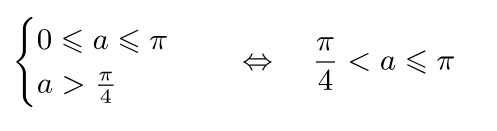 { 0 ⩽ a ⩽ π
a > π/4
⇔ π/4 < a ⩽ π